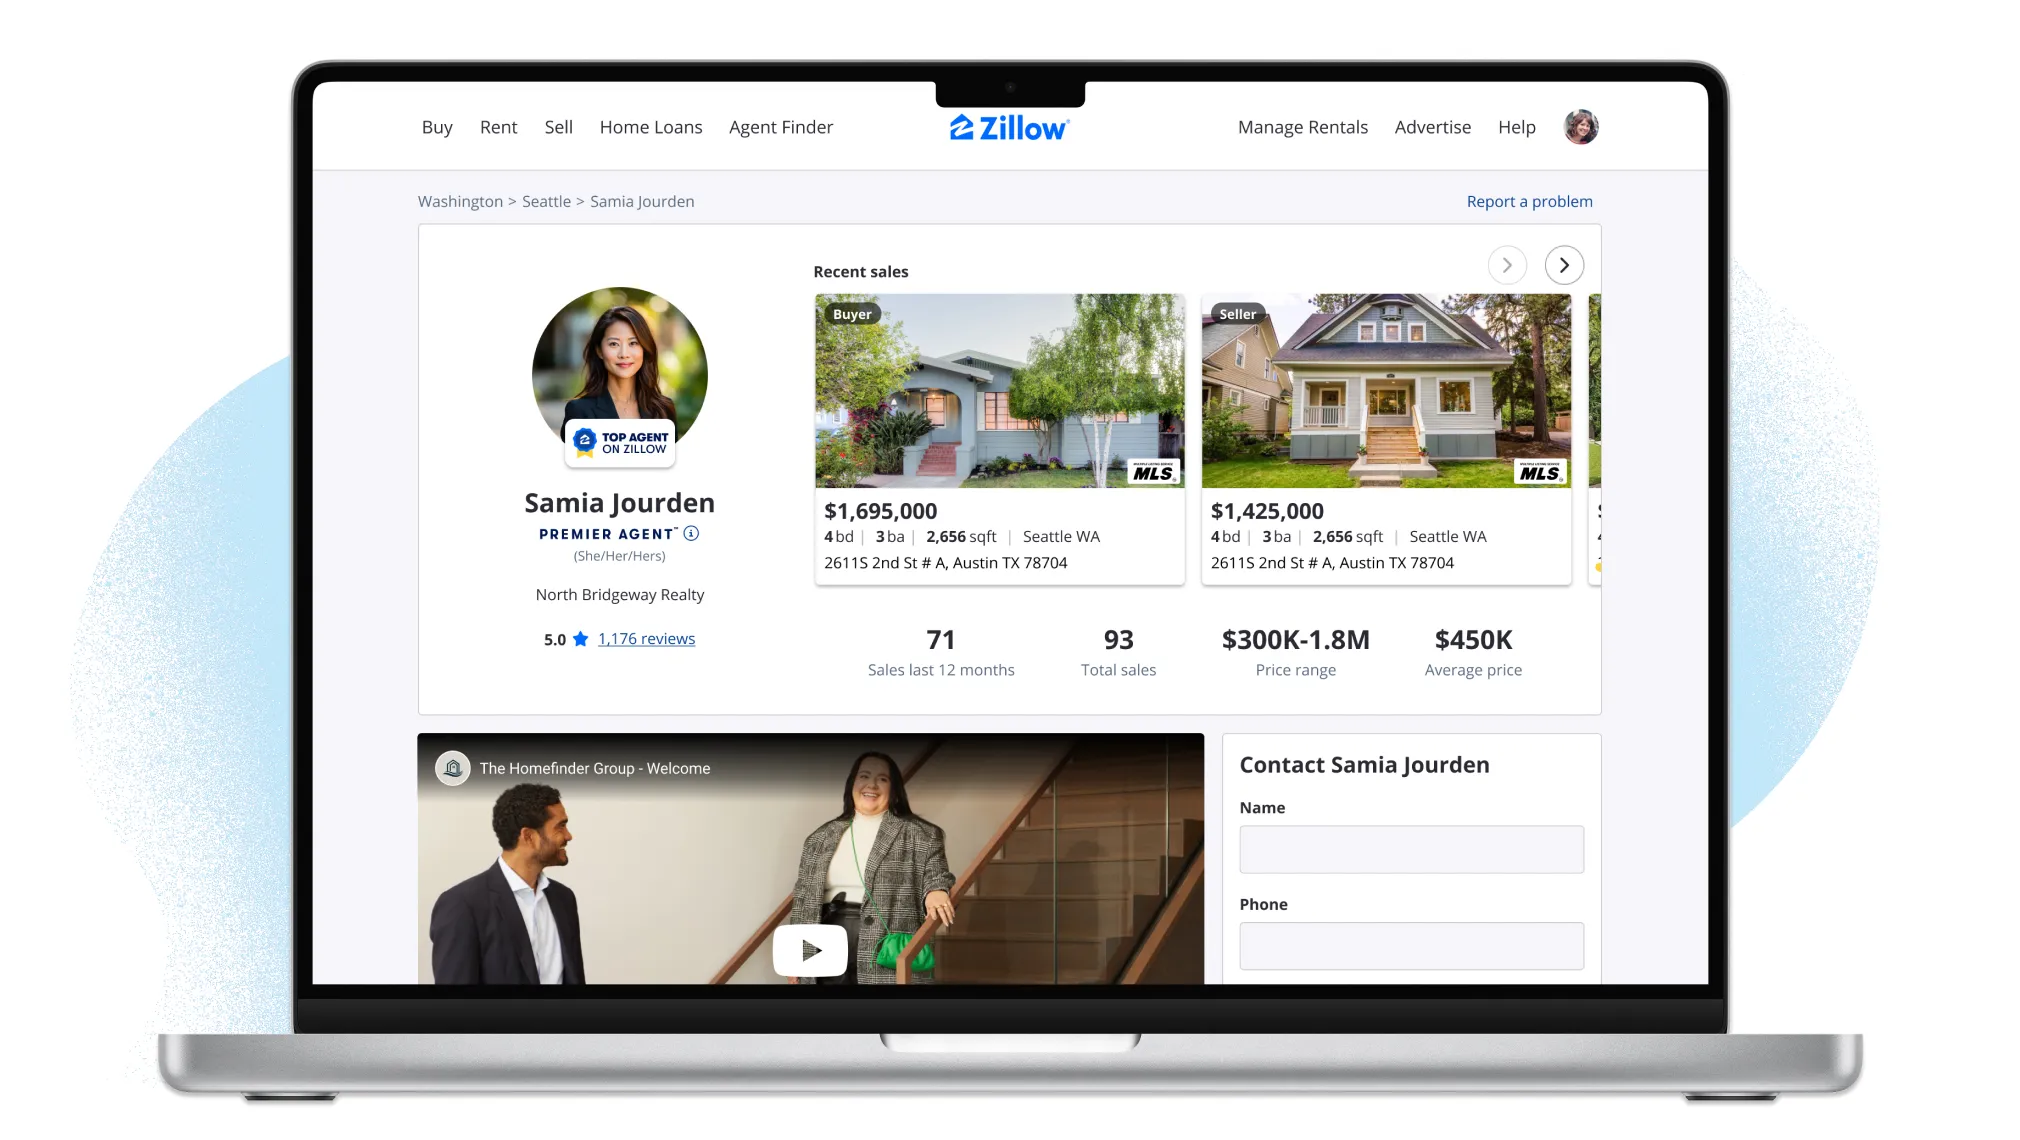 Buy Rent Sell Home Loans Agent Finder Zillow Manage Rentals Advertise Help
Washington > Seattle > Samia Jourden Report a problem
TOP AGENT
ON ZILLOW
Samia Jourden
PREMIER AGENT™
(She/Her/Hers)
North Bridgeway Realty
5.0 1,176 reviews
Recent sales
Buyer
MLS
$1,695,000
4 bd | 3 ba | 2,656 sqft | Seattle WA
2611S 2nd St # A, Austin TX 78704
Seller
MLS
$1,425,000
4 bd | 3 ba | 2,656 sqft | Seattle WA
2611S 2nd St # A, Austin TX 78704
71 93 $300K-1.8M $450K
Sales last 12 months Total sales Price range Average price
The Homefinder Group - Welcome
Contact Samia Jourden
Name
Phone